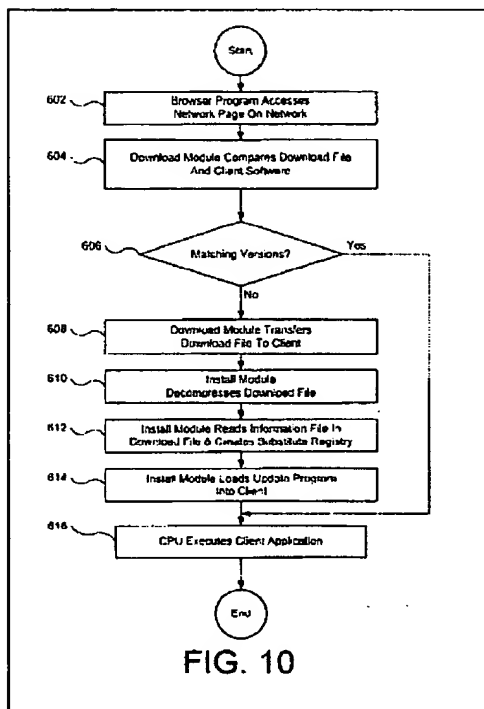 Start
602
Browser Program Accesses
Network Page On Network
604
Download Module Compares Download File
And Client Software
606
Matching Versions?
Yes
No
608
Download Module Transfers
Download File To Client
610
Install Module
Decompresses Download File
612
Install Module Reads Information File In
Download File & Creates Substitute Registry
614
Install Module Loads Update Program
Into Client
616
CPU Executes Client Application
End
FIG. 10